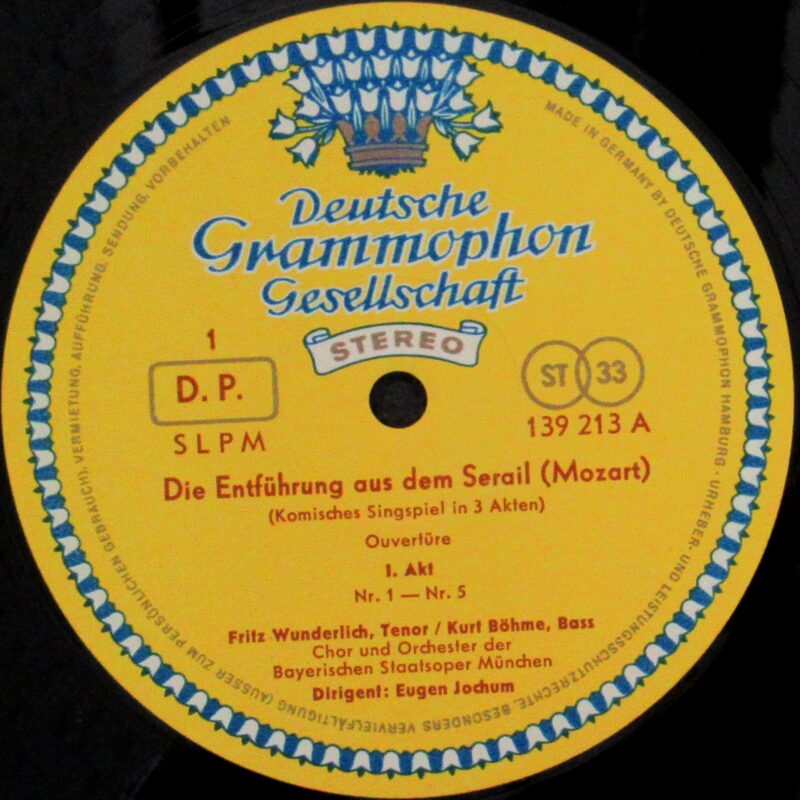 Deutsche
Grammophon
Gesellschaft
STEREO
1
D. P.
SLPM
ST 33
139 213 A
Die Entführung aus dem Serail (Mozart)
(Komisches Singspiel in 3 Akten)
Ouvertüre
I. Akt
Nr. 1 — Nr. 5
Fritz Wunderlich, Tenor / Kurt Böhme, Bass
Chor und Orchester der
Bayerischen Staatsoper München
Dirigent: Eugen Jochum
MADE IN GERMANY BY DEUTSCHE GRAMMOPHON HAMBURG · URHEBER- UND LEISTUNGSSCHUTZRECHTE, BESONDERS VERVIELFÄLTIGUNG (AUSSER ZUM PERSÖNLICHEN GEBRAUCH), VERMIETUNG, AUFFÜHRUNG, SENDUNG, VORBEHALTEN